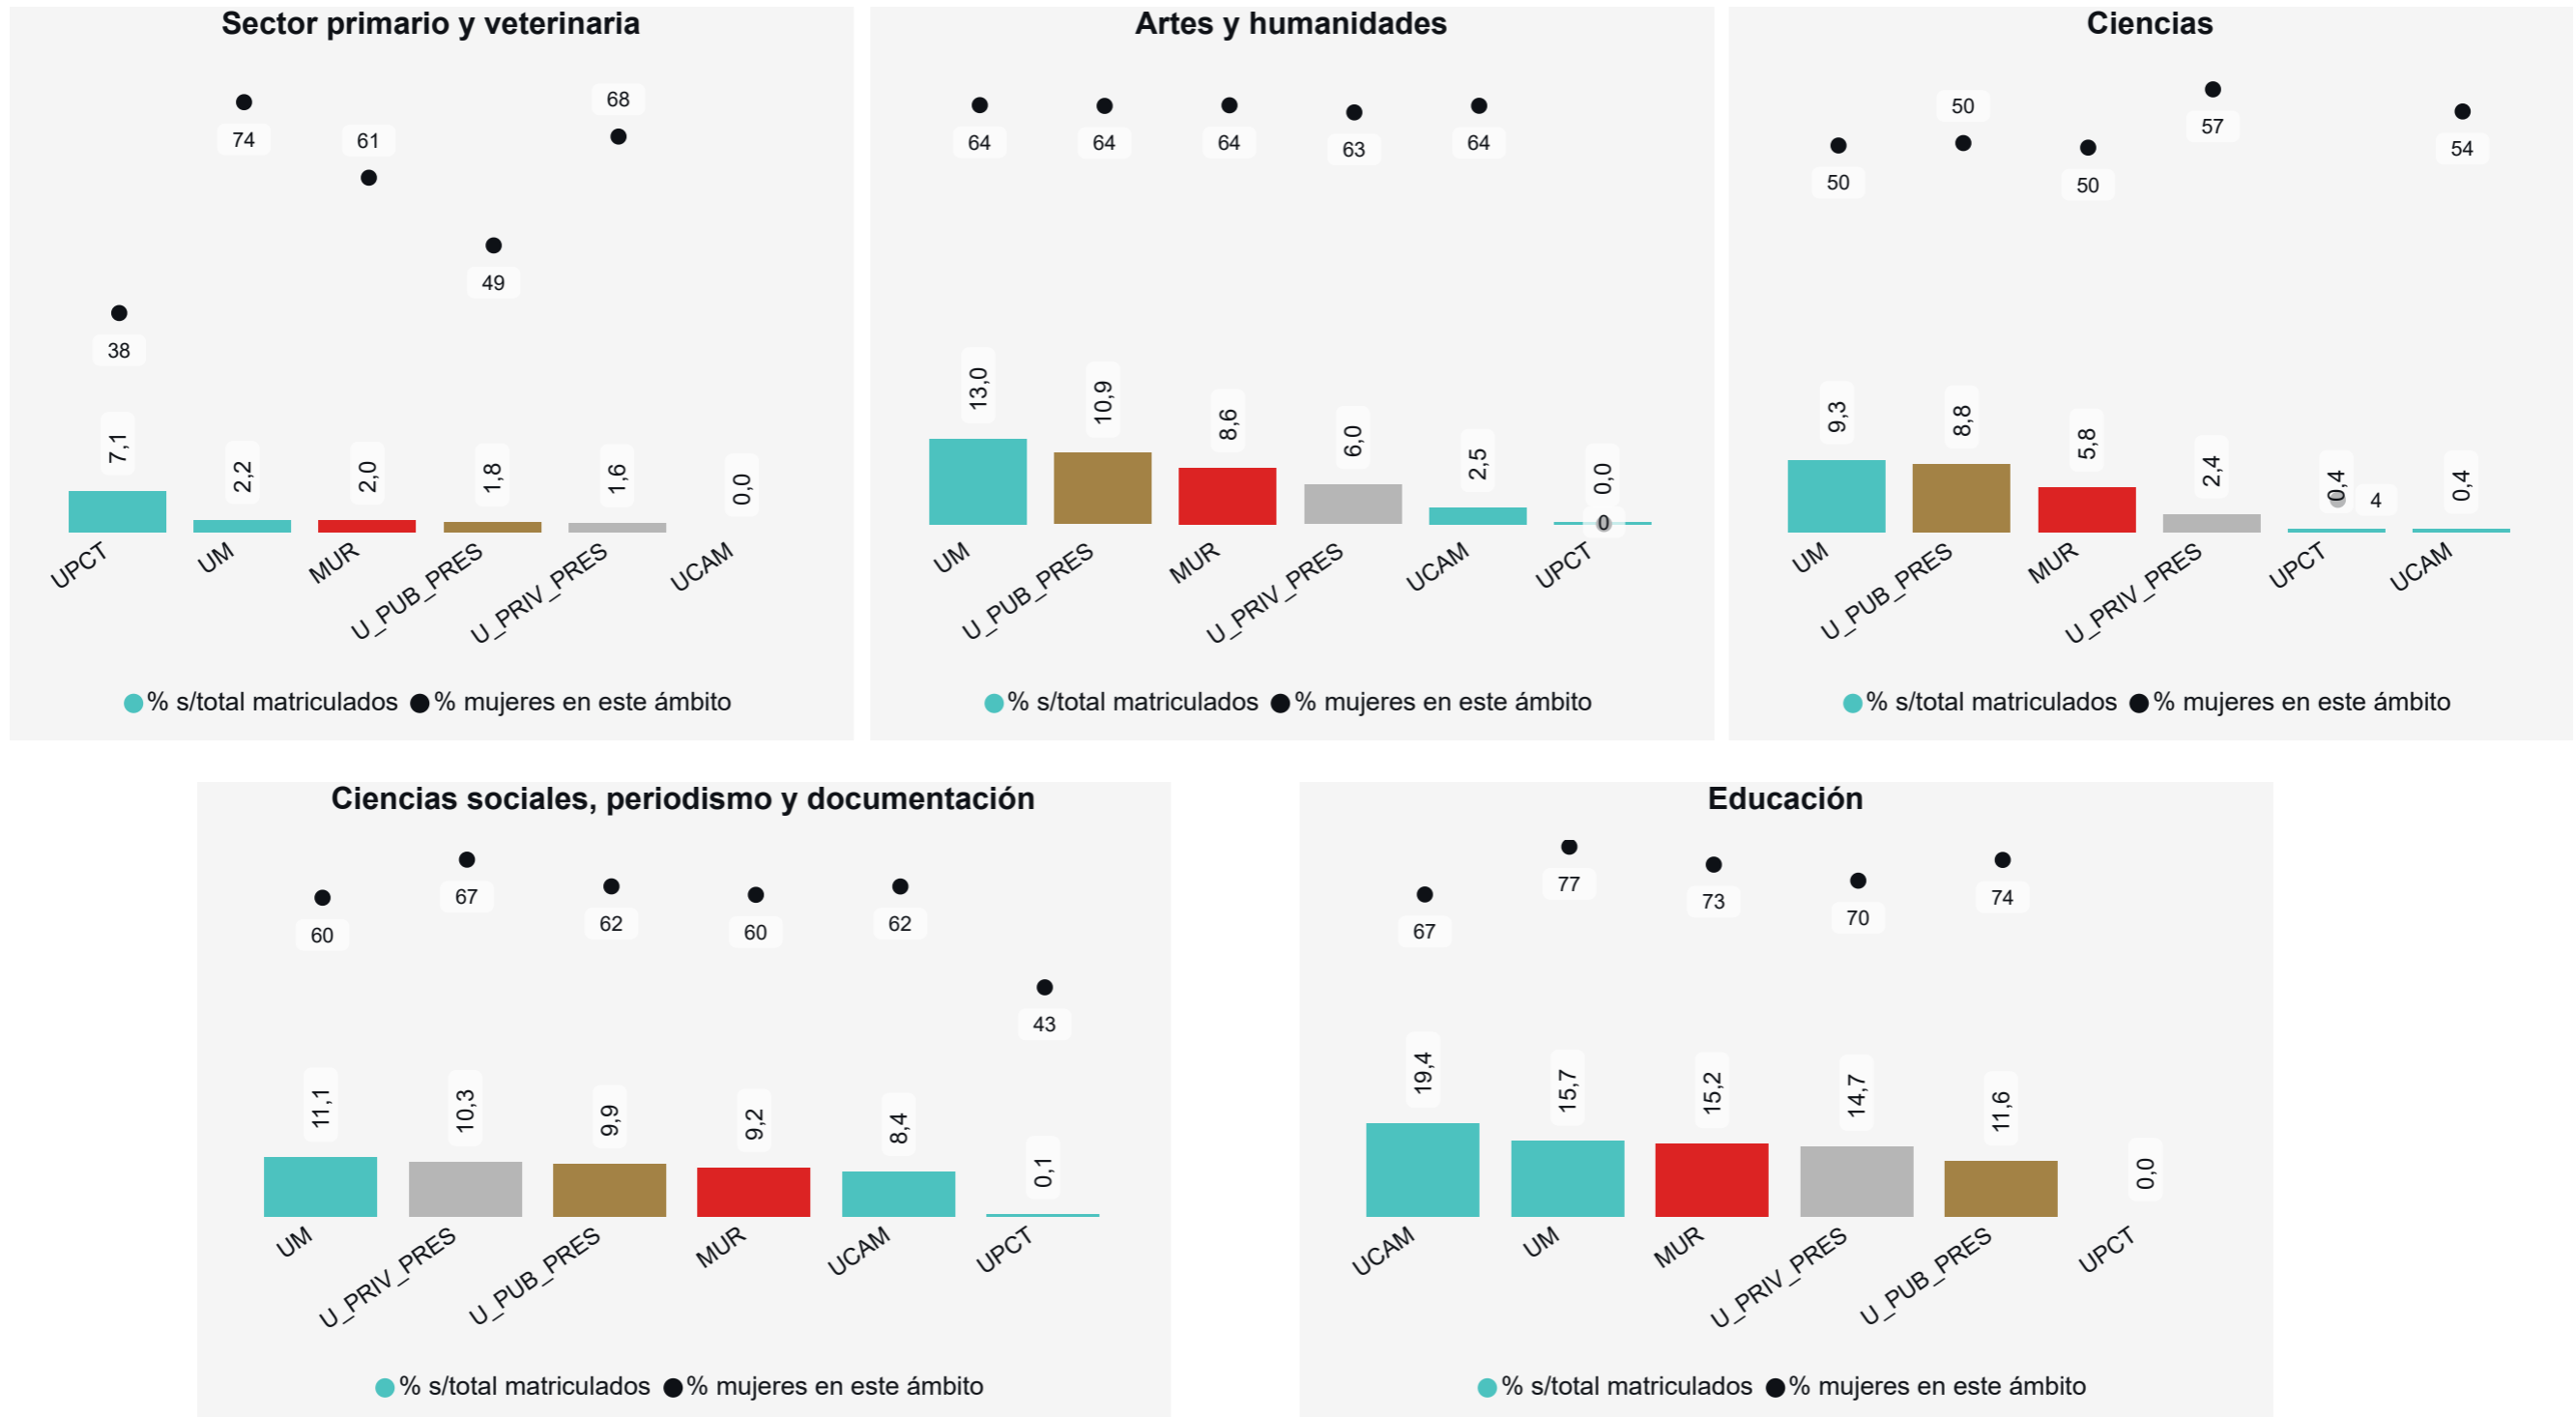 Sector primario y veterinaria
74
61
68
49
38
7,1
2,2
2,0
1,8
1,6
0,0
UPCT
UM
MUR
U_PUB_PRES
U_PRIV_PRES
UCAM
% s/total matriculados % mujeres en este ámbito
Artes y humanidades
64
64
64
63
64
13,0
10,9
8,6
6,0
2,5
0,0
0
UM
U_PUB_PRES
MUR
U_PRIV_PRES
UCAM
UPCT
% s/total matriculados % mujeres en este ámbito
Ciencias
50
50
50
57
54
9,3
8,8
5,8
2,4
0,4
4
0,4
UM
U_PUB_PRES
MUR
U_PRIV_PRES
UPCT
UCAM
% s/total matriculados % mujeres en este ámbito
Ciencias sociales, periodismo y documentación
60
67
62
60
62
43
11,1
10,3
9,9
9,2
8,4
0,1
UM
U_PRIV_PRES
U_PUB_PRES
MUR
UCAM
UPCT
% s/total matriculados % mujeres en este ámbito
Educación
67
77
73
70
74
19,4
15,7
15,2
14,7
11,6
0,0
UCAM
UM
MUR
U_PRIV_PRES
U_PUB_PRES
UPCT
% s/total matriculados % mujeres en este ámbito